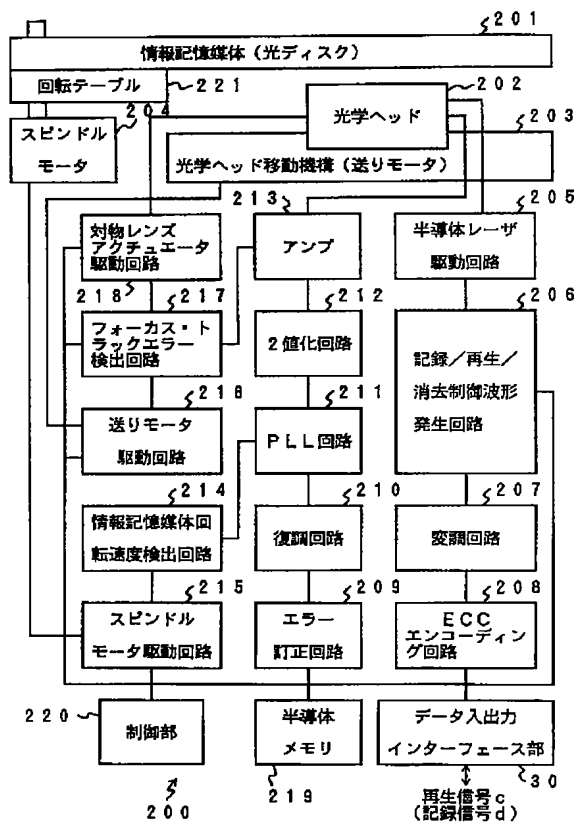 201
情報記憶媒体(光ディスク)
回転テーブル
221
202
204
光学ヘッド
203
スピンドル
モータ
光学ヘッド移動機構(送りモータ)
213
205
対物レンズ
アクチュエータ
駆動回路
アンプ
半導体レーザ
駆動回路
218
217
212
206
フォーカス・ト
ラックエラー
検出回路
2値化回路
記録/再生/
消去制御波形
発生回路
216
211
送りモータ
駆動回路
PLL回路
214
210
207
情報記憶媒体回
転速度検出回路
復調回路
変調回路
215
209
208
スピンドル
モータ駆動回路
エラー
訂正回路
ECC
エンコーディン
グ回路
220
制御部
半導体
メモリ
データ入出力
インターフェース部
200
219
30
再生信号c
(記録信号d)